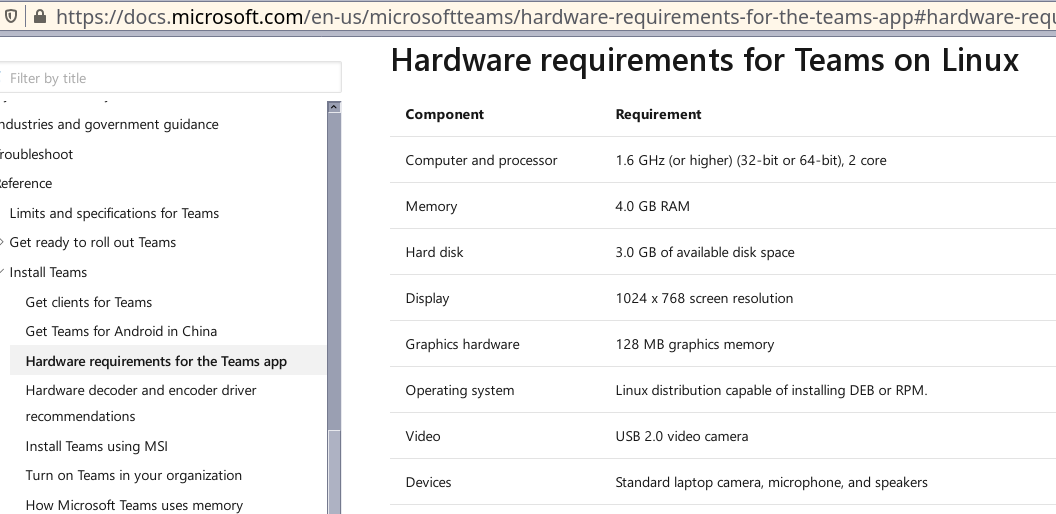 https://docs.microsoft.com/en-us/microsoftteams/hardware-requirements-for-the-teams-app#hardware-requ
Filter by title
ndustries and government guidance
roubleshoot
Reference
Limits and specifications for Teams
Get ready to roll out Teams
Install Teams
Get clients for Teams
Get Teams for Android in China
Hardware requirements for the Teams app
Hardware decoder and encoder driver
recommendations
Install Teams using MSI
Turn on Teams in your organization
How Microsoft Teams uses memory
Hardware requirements for Teams on Linux
Component Requirement
Computer and processor 1.6 GHz (or higher) (32-bit or 64-bit), 2 core
Memory 4.0 GB RAM
Hard disk 3.0 GB of available disk space
Display 1024 x 768 screen resolution
Graphics hardware 128 MB graphics memory
Operating system Linux distribution capable of installing DEB or RPM.
Video USB 2.0 video camera
Devices Standard laptop camera, microphone, and speakers